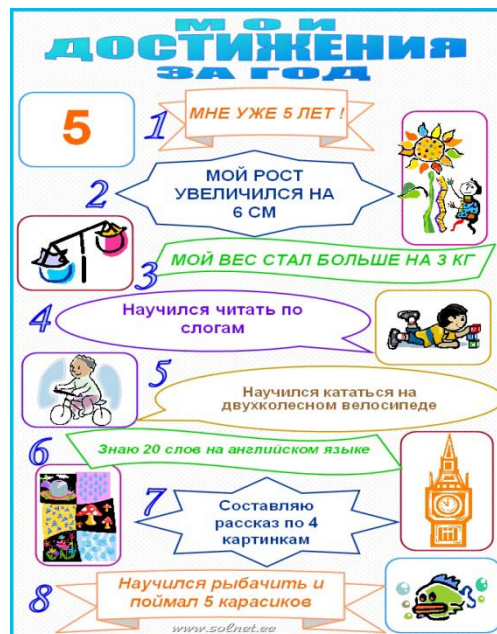 МОИ
ДОСТИЖЕНИЯ
ЗА ГОД
5
1
МНЕ УЖЕ 5 ЛЕТ !
2
МОЙ РОСТ
УВЕЛИЧИЛСЯ НА
6 СМ
3
МОЙ ВЕС СТАЛ БОЛЬШЕ НА 3 КГ
4
Научился читать по
слогам
5
Научился кататься на
двухколесном велосипеде
6
Знаю 20 слов на английском языке
7
Составляю
рассказ по 4
картинкам
8
Научился рыбачить и
поймал 5 карасиков
www.solnet.ee